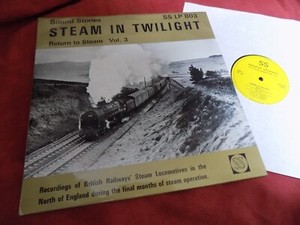 Sound Stories
SS LP 803
STEAM IN TWILIGHT
Return to Steam Vol. 3
Recordings of British Railways' Steam Locomotives in the
North of England during the final months of steam operation.
SS